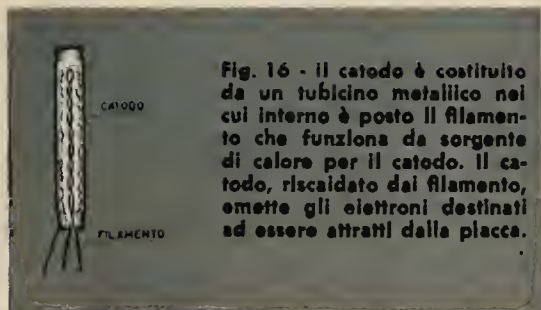 CATODO
FILAMENTO
Fig. 16 - Il catodo è costituito
da un tubicino metallico nel
cui interno è posto il filamen-
to che funziona da sorgente
di calore per il catodo. Il ca-
todo, riscaldato dal filamento,
emette gli elettroni destinati
ad essere attratti dalla placca.